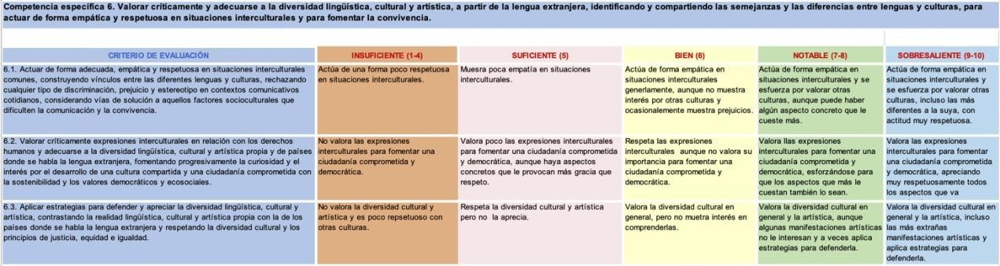 Competencia específica 6. Valorar críticamente y adecuarse a la diversidad lingüística, cultural y artística, a partir de la lengua extranjera, identificando y compartiendo las semejanzas y las diferencias entre lenguas y culturas, para
actuar de forma empática y respetuosa en situaciones interculturales y para fomentar la convivencia.
CRITERIO DE EVALUACIÓN
INSUFICIENTE (1-4)
SUFICIENTE (5)
BIEN (6)
NOTABLE (7-8)
SOBRESALIENTE (9-10)
6.1. Actuar de forma adecuada, empática y respetuosa en situaciones interculturales
comunes, construyendo vínculos entre las diferentes lenguas y culturas, rechazando
cualquier tipo de discriminación, prejuicio y estereotipo en contextos comunicativos
cotidianos, considerando vías de solución a aquellos factores socioculturales que
dificulten la comunicación y la convivencia.
Actúa de una forma poco respetuosa
en situaciones interculturales.
Muesra poca empatía en situaciones
interculturales.
Actúa de forma empática en
situaciones interculturales
generlamente, aunque no muestra
interés por otras culturas y
ocasionalemente muestra prejuicios.
Actúa de forma empática en
situaciones interculturales y se
esfuerza por valorar otras
culturas, aunque puede haber
algún aspecto concreto que le
cueste más.
Actúa de forma empática en
situaciones interculturales y
se esfuerza por valorar otras
culturas, incluso las más
diferentes a la suya, con
actitud muy respetuosa.
6.2. Valorar críticamente expresiones interculturales en relación con los derechos
humanos y adecuarse a la diversidad lingüística, cultural y artística propia y de países
donde se habla la lengua extranjera, fomentando progresivamente la curiosidad y el
interés por el desarrollo de una cultura compartida y una ciudadanía comprometida con
la sostenibilidad y los valores democráticos y ecosociales.
No valora las expresiones
interculturales para fomentar una
ciudadanía comprometida y
democrática.
Valora poco las expresiones interculturales
para fomentar una ciudadanía comprometida
y democrática, aunque haya aspectos
concretos que le provocan más gracia que
respeto.
Respeta las expresiones
interculturales aunque no valora su
importancia para fomentar una
ciudadanía comprometida y
democrática.
Valora llas expresiones
interculturales para fomentar una
ciudadanía comprometida y
democrática, esforzándose para
que los aspectos que más le
cuestan también lo sean.
Valora las expresiones
interculturales para fomentar
una ciudadanía comprometida
y democrática, apreciando
muy respetuosamente todos
los aspectos que va
6.3. Aplicar estrategias para defender y apreciar la diversidad lingüística, cultural y
artística, contrastando la realidad lingüística, cultural y artística propia con la de los
países donde se habla la lengua extranjera y respetando la diversidad cultural y los
principios de justicia, equidad e igualdad.
No valora la diversidad cultural y
artística y es poco repsetuoso con
otras culturas.
Respeta la diversidad cultural y artística
pero no la aprecia.
Valora la diversidad cultural en
general, pero no muetra interés en
comprenderlas.
Valora la diversidad cultural en
general y la artística, aunque
algunas manifestaciones artísticas
no le interesan y a veces aplica
estrategias para defenderla.
Valora la diversidad cultural en
general y la artística, incluso
las más extrañas
manifestaciones artísticas y
aplica estrategias para
defenderla.